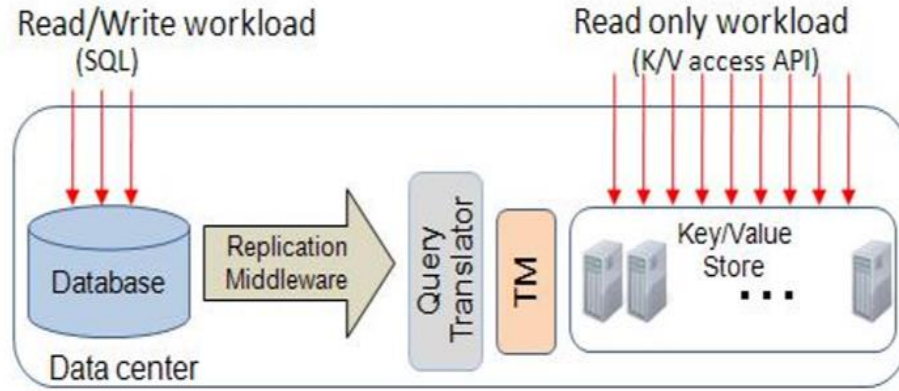 Read/Write workload
(SQL)
Read only workload
(K/V access API)
Database
Replication
Middleware
Query
Translator
TM
Key/Value
Store
...
Data center